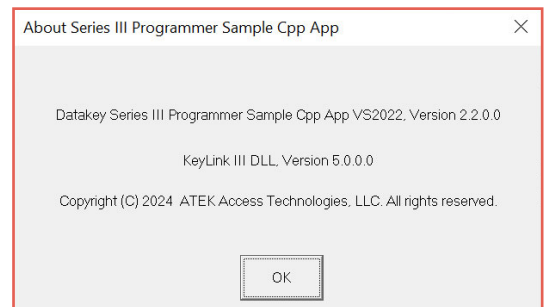 About Series III Programmer Sample Cpp App
Datakey Series III Programmer Sample Cpp App VS2022, Version 2.2.0.0
KeyLink III DLL, Version 5.0.0.0
Copyright (C) 2024  ATEK Access Technologies, LLC. All rights reserved.
OK